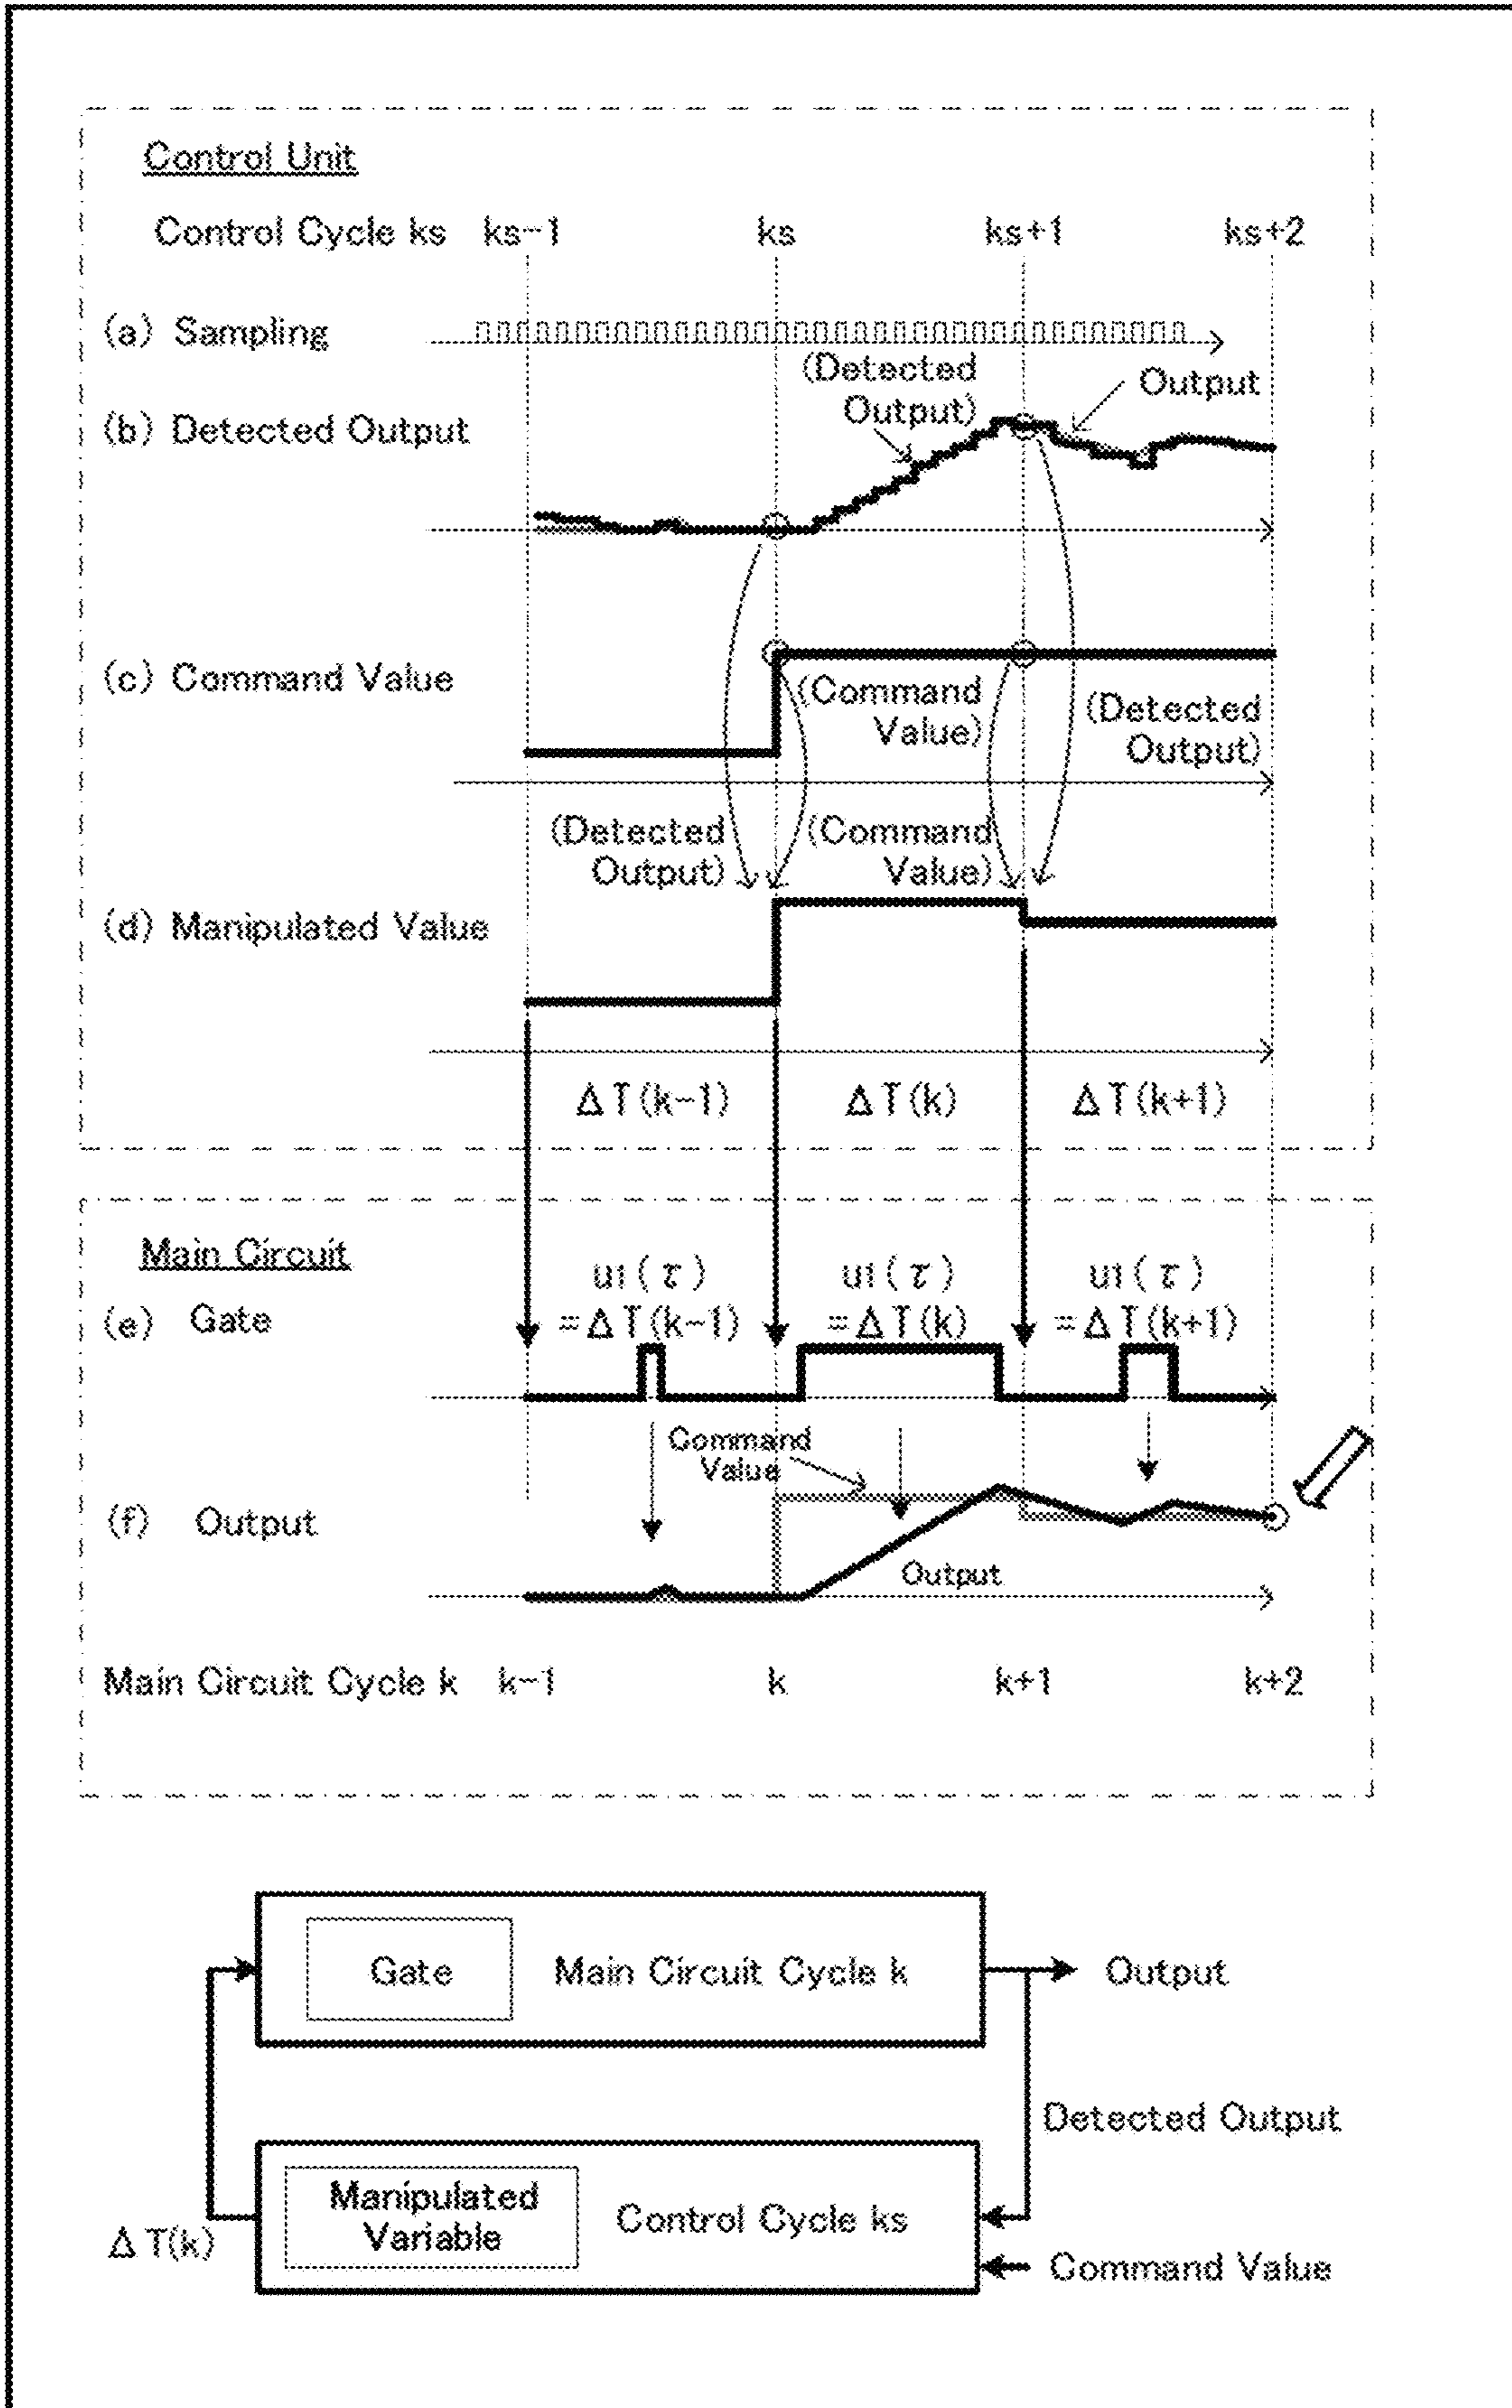 Control Unit
Control Cycle ks ks-1 ks ks+1 ks+2
(a) Sampling
(Detected
Output)
Output
(b) Detected Output
(c) Command Value
(Command
Value)
(Detected
Output)
(Detected
Output)
(Command
Value)
(d) Manipulated Value
ΔT(k-1) ΔT(k) ΔT(k+1)
Main Circuit
u1(τ) u1(τ) u1(τ)
(e) Gate =ΔT(k-1) =ΔT(k) =ΔT(k+1)
Command
Value
(f) Output
Output
Main Circuit Cycle k k-1 k k+1 k+2
Gate Main Circuit Cycle k Output
Detected Output
Manipulated
Variable
Control Cycle ks
ΔT(k)
Command Value